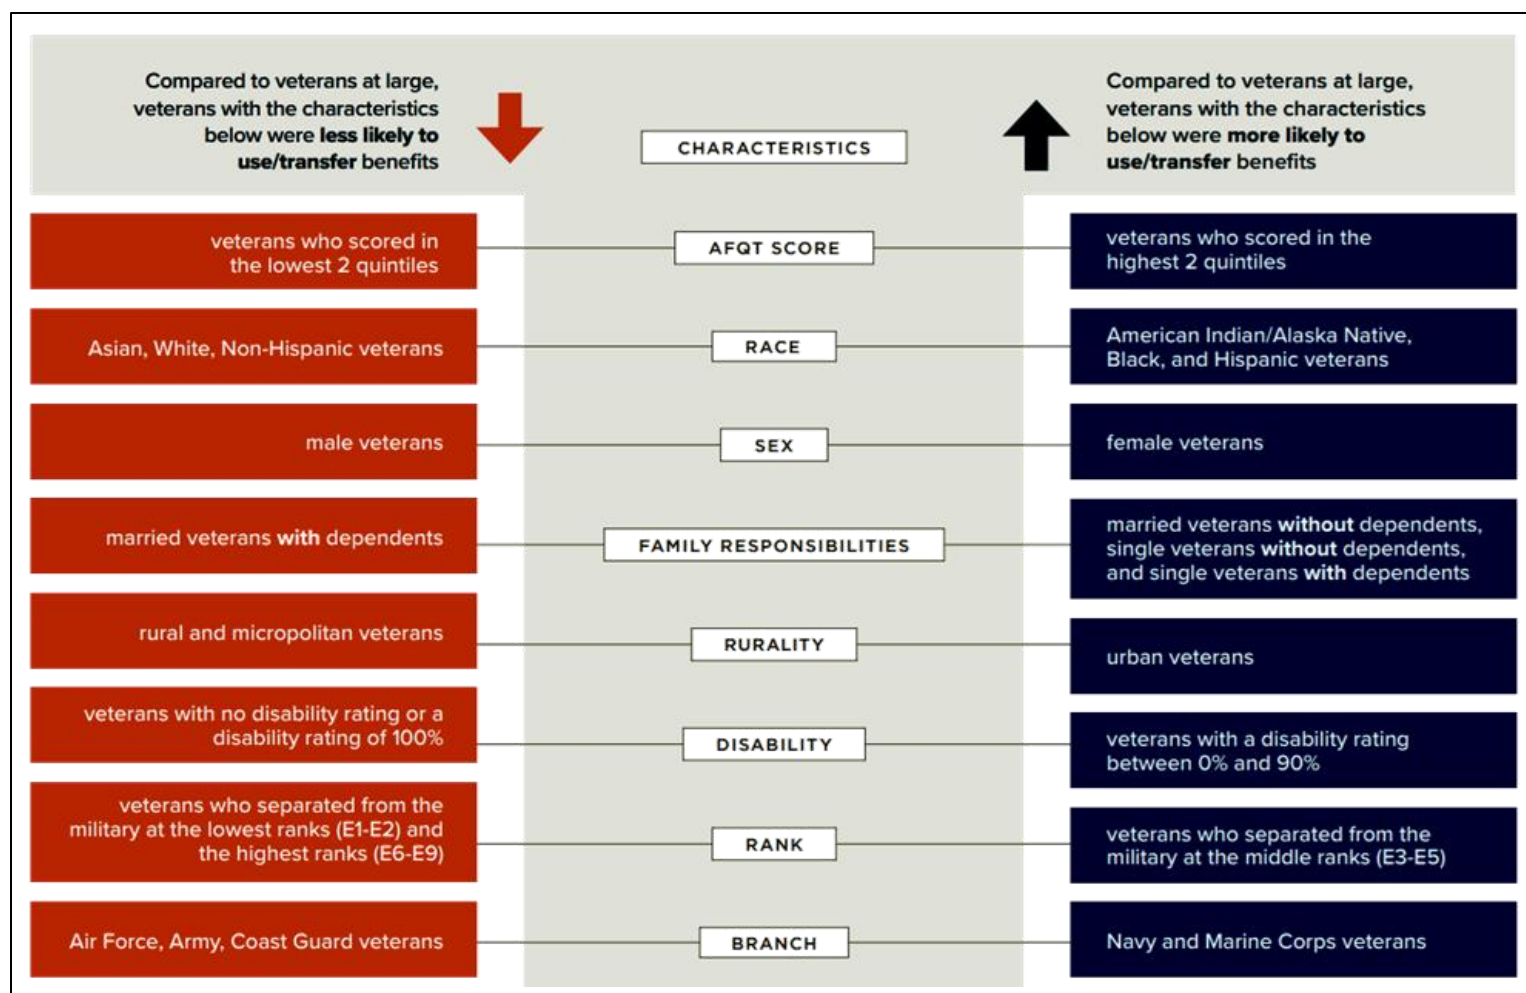 Compared to veterans at large,
veterans with the characteristics
below were less likely to
use/transfer benefits
CHARACTERISTICS
Compared to veterans at large,
veterans with the characteristics
below were more likely to
use/transfer benefits
veterans who scored in
the lowest 2 quintiles
AFQT SCORE
veterans who scored in the
highest 2 quintiles
Asian, White, Non-Hispanic veterans
RACE
American Indian/Alaska Native,
Black, and Hispanic veterans
male veterans
SEX
female veterans
married veterans with dependents
FAMILY RESPONSIBILITIES
married veterans without dependents,
single veterans without dependents,
and single veterans with dependents
rural and micropolitan veterans
RURALITY
urban veterans
veterans with no disability rating or a
disability rating of 100%
DISABILITY
veterans with a disability rating
between 0% and 90%
veterans who separated from the
military at the lowest ranks (E1-E2) and
the highest ranks (E6-E9)
RANK
veterans who separated from the
military at the middle ranks (E3-E5)
Air Force, Army, Coast Guard veterans
BRANCH
Navy and Marine Corps veterans